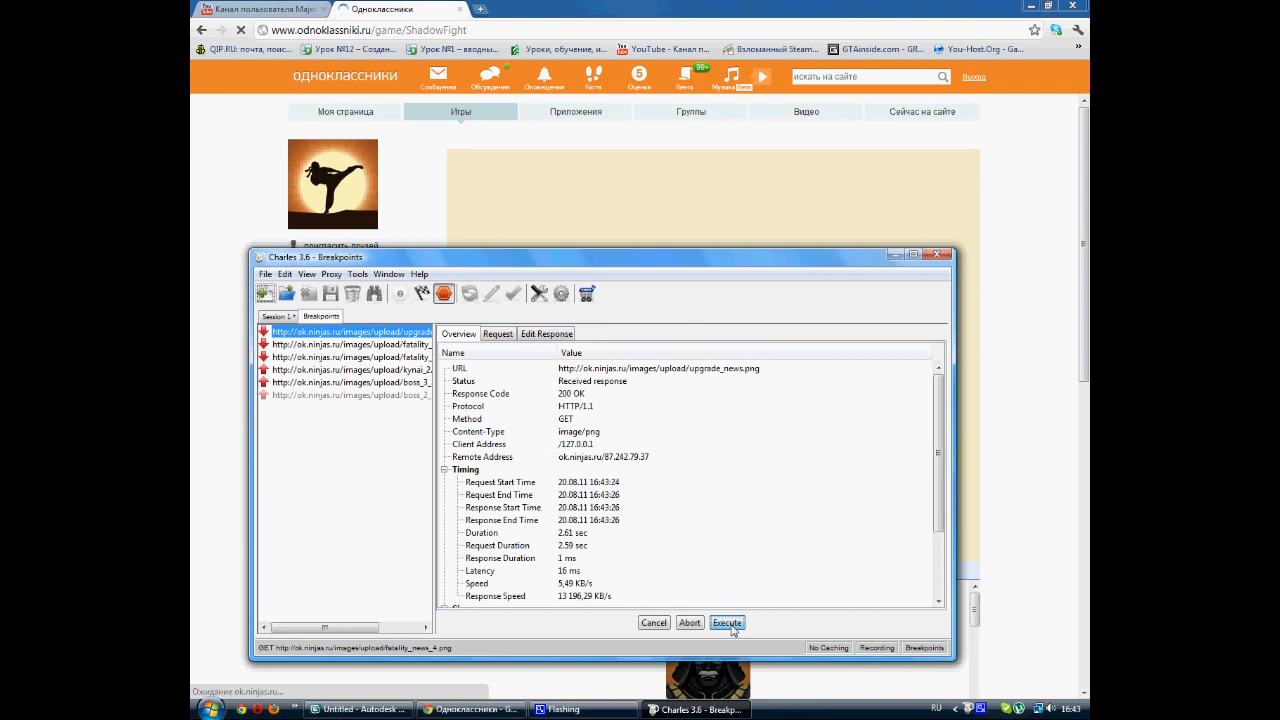 Канал пользователя Majes
Одноклассники
www.odnoklassniki.ru/game/ShadowFight
QIP.RU: почта, поис...
Урок №12 – Создан...
Урок №1 – вводны...
Уроки, обучение, и...
YouTube - Канал п...
Взломанный Steam...
GTAinside.com - GR...
You-Host.Org - Ga...
одноклассники
Сообщения
Обсуждения
Оповещения
Гости
5
Оценки
99+
Лента
Музыка beta
искать на сайте
Выход
Моя страница
Игры
Приложения
Группы
Видео
Сейчас на сайте
пригласить друзей
Charles 3.6 - Breakpoints
File Edit View Proxy Tools Window Help
Session 1 * Breakpoints
http://ok.ninjas.ru/images/upload/upgrade
http://ok.ninjas.ru/images/upload/fatality_
http://ok.ninjas.ru/images/upload/fatality_
http://ok.ninjas.ru/images/upload/kynai_2.
http://ok.ninjas.ru/images/upload/boss_3_
http://ok.ninjas.ru/images/upload/boss_2_
Overview Request Edit Response
Name Value
URL http://ok.ninjas.ru/images/upload/upgrade_news.png
Status Received response
Response Code 200 OK
Protocol HTTP/1.1
Method GET
Content-Type image/png
Client Address /127.0.0.1
Remote Address ok.ninjas.ru/87.242.79.37
Timing
Request Start Time 20.08.11 16:43:24
Request End Time 20.08.11 16:43:26
Response Start Time 20.08.11 16:43:26
Response End Time 20.08.11 16:43:26
Duration 2.61 sec
Request Duration 2.59 sec
Response Duration 1 ms
Latency 16 ms
Speed 5,49 KB/s
Response Speed 13 196,29 KB/s
Cancel Abort Execute
GET http://ok.ninjas.ru/images/upload/fatality_news_4.png
No Caching Recording Breakpoints
Ожидание ok.ninjas.ru...
Untitled - Autodesk ...
Одноклассники - G...
Flashing
Charles 3.6 - Breakp...
RU
16:43